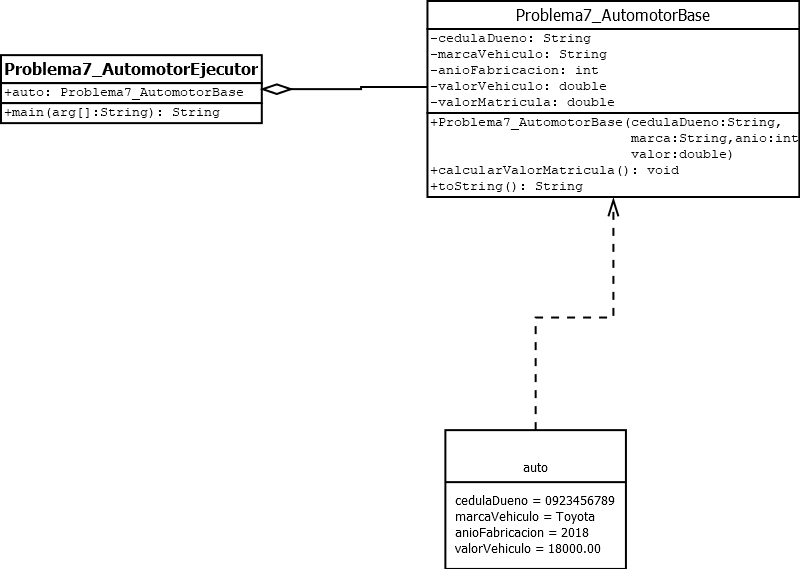 Problema7_AutomotorEjecutor
+auto: Problema7_AutomotorBase
+main(arg[]:String): String
Problema7_AutomotorBase
-cedulaDueno: String
-marcaVehiculo: String
-anioFabricacion: int
-valorVehiculo: double
-valorMatricula: double
+Problema7_AutomotorBase(cedulaDueno:String,
marca:String,anio:int
valor:double)
+calcularValorMatricula(): void
+toString(): String
auto
cedulaDueno = 0923456789
marcaVehiculo = Toyota
anioFabricacion = 2018
valorVehiculo = 18000.00